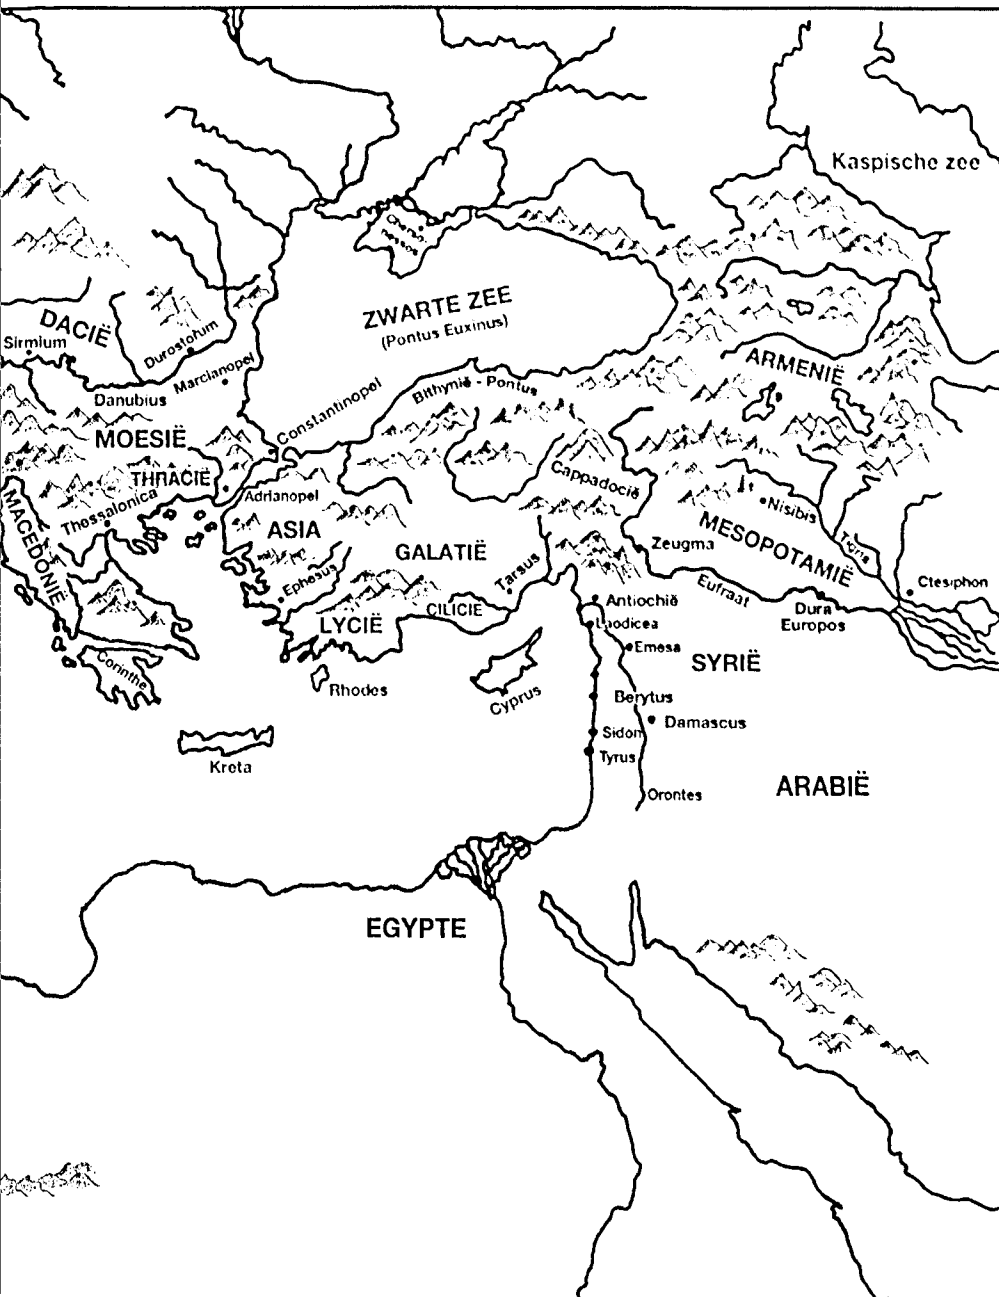 Kaspische zee
ZWARTE ZEE
(Pontus Euxinus)
DACIË
Sirmium
Durostorum
Marcianopel
Danubius
Constantinopel
Bithynië - Pontus
ARMENIË
MOESIË
THRACIË
Thessalonica
Adrianopel
MACEDONIË
ASIA
GALATIË
Cappadocië
Nisibis
MESOPOTAMIË
Tigris
Zeugma
Ctesiphon
Ephesus
Tarsus
Eufraat
Dura
Europos
LYCIË
CILICIË
Antiochië
Laodicea
Emesa
SYRIË
Corinthe
Rhodes
Cyprus
Berytus
Damascus
Sidon
Tyrus
Kreta
ARABIË
Orontes
EGYPTE